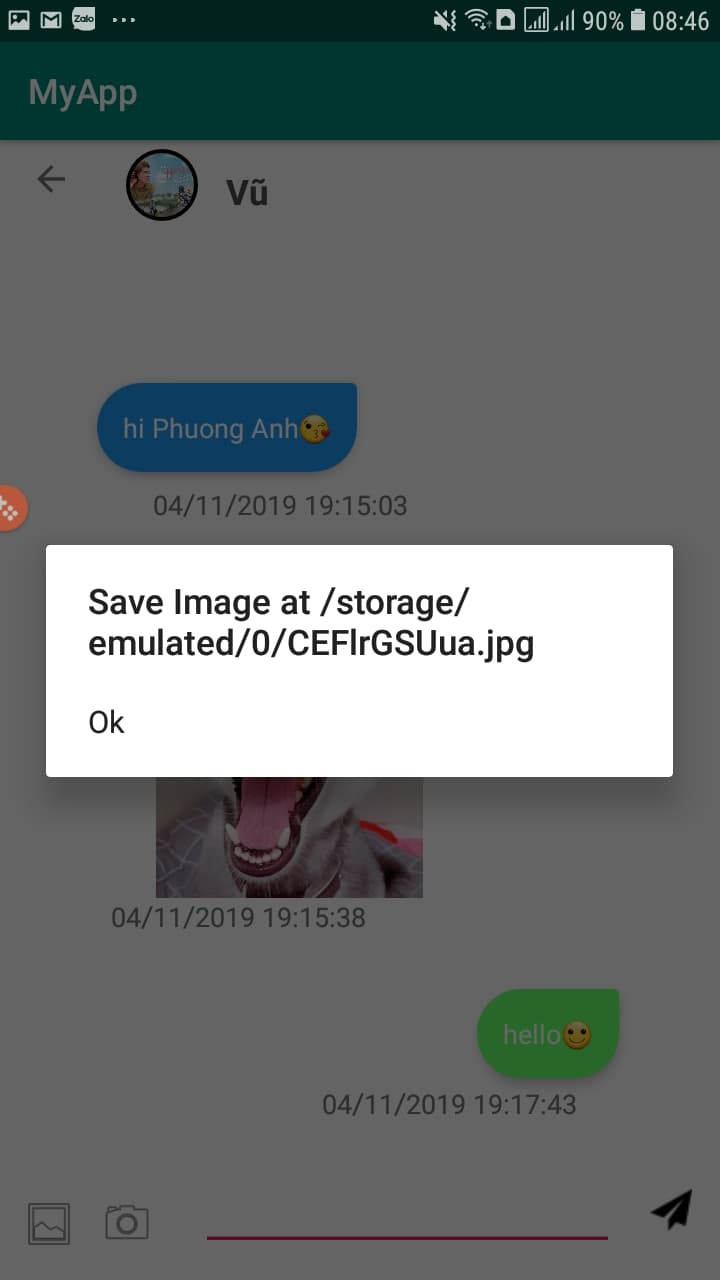 Zalo
90%
08:46
MyApp
Vũ
hi Phuong Anh😘
04/11/2019 19:15:03
Save Image at /storage/
emulated/0/CEFlrGSUua.jpg
Ok
04/11/2019 19:15:38
hello🙂
04/11/2019 19:17:43